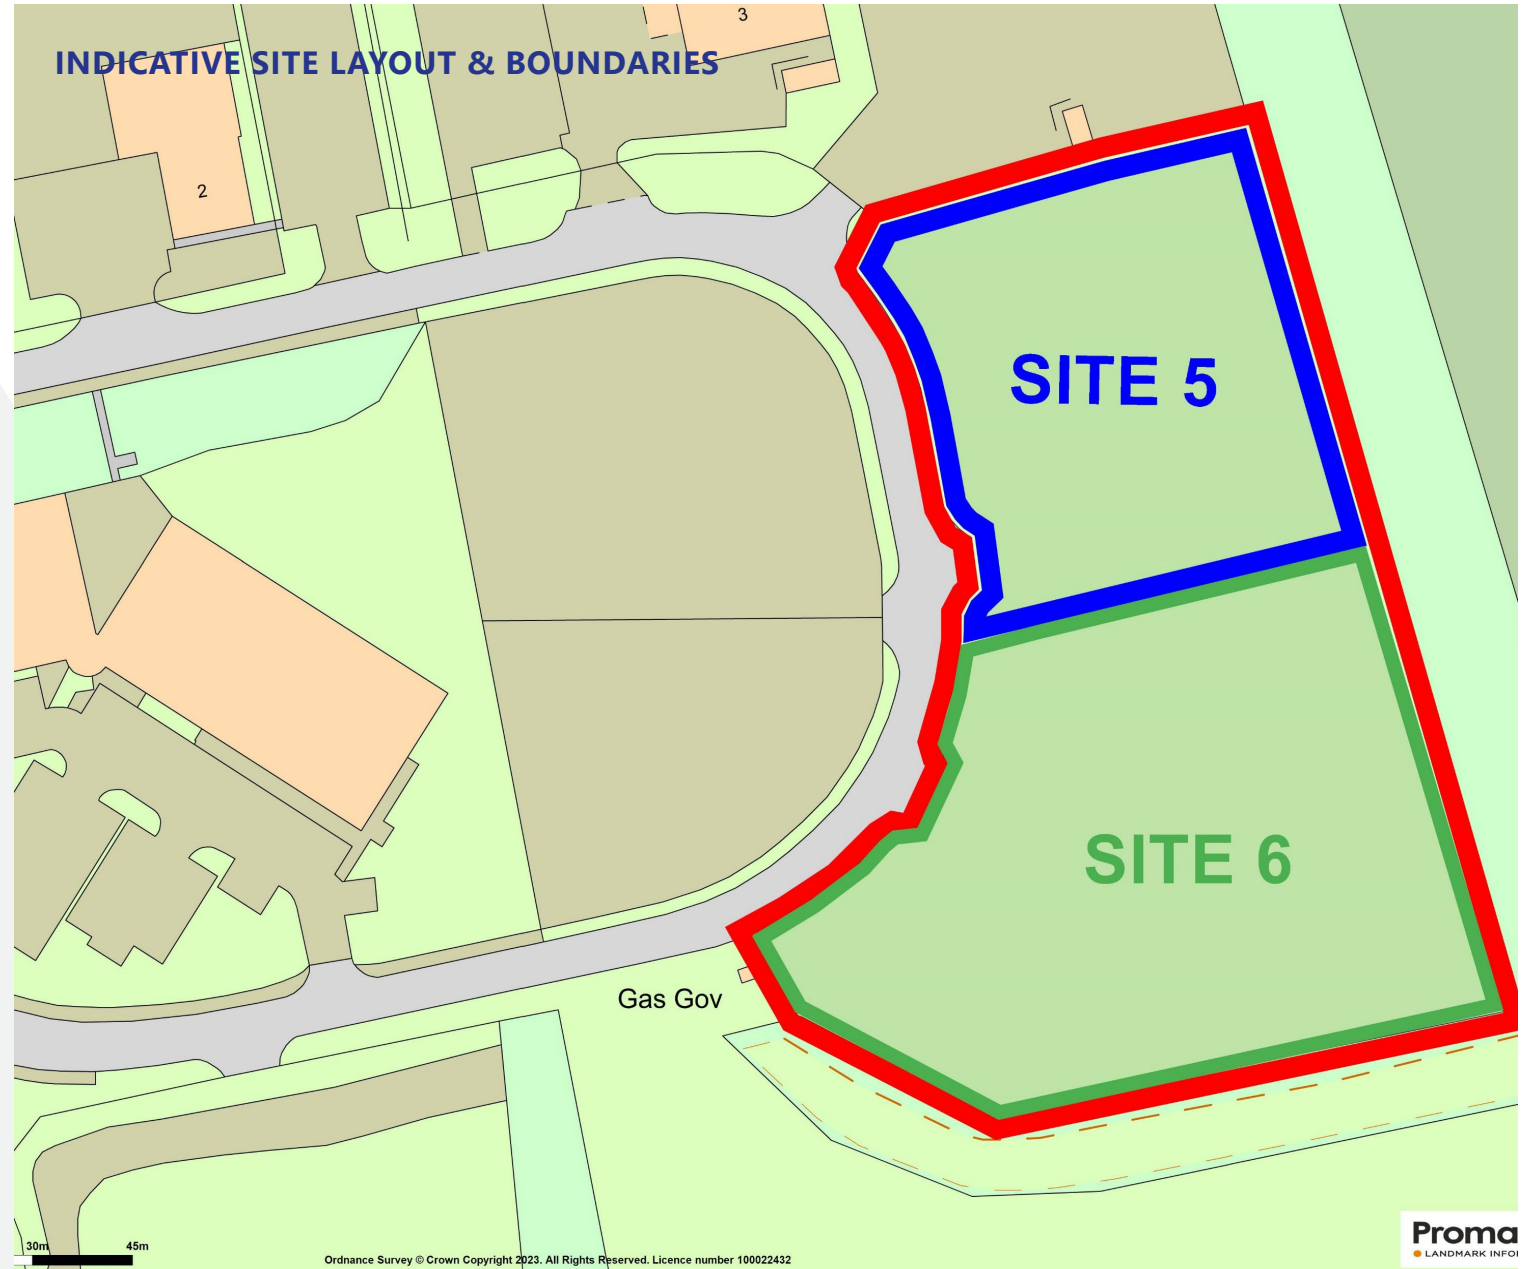 3
INDICATIVE SITE LAYOUT & BOUNDARIES
2
SITE 5
SITE 6
Gas Gov
30m 45m
Ordnance Survey © Crown Copyright 2023. All Rights Reserved. Licence number 100022432
Proma
LANDMARK INFO